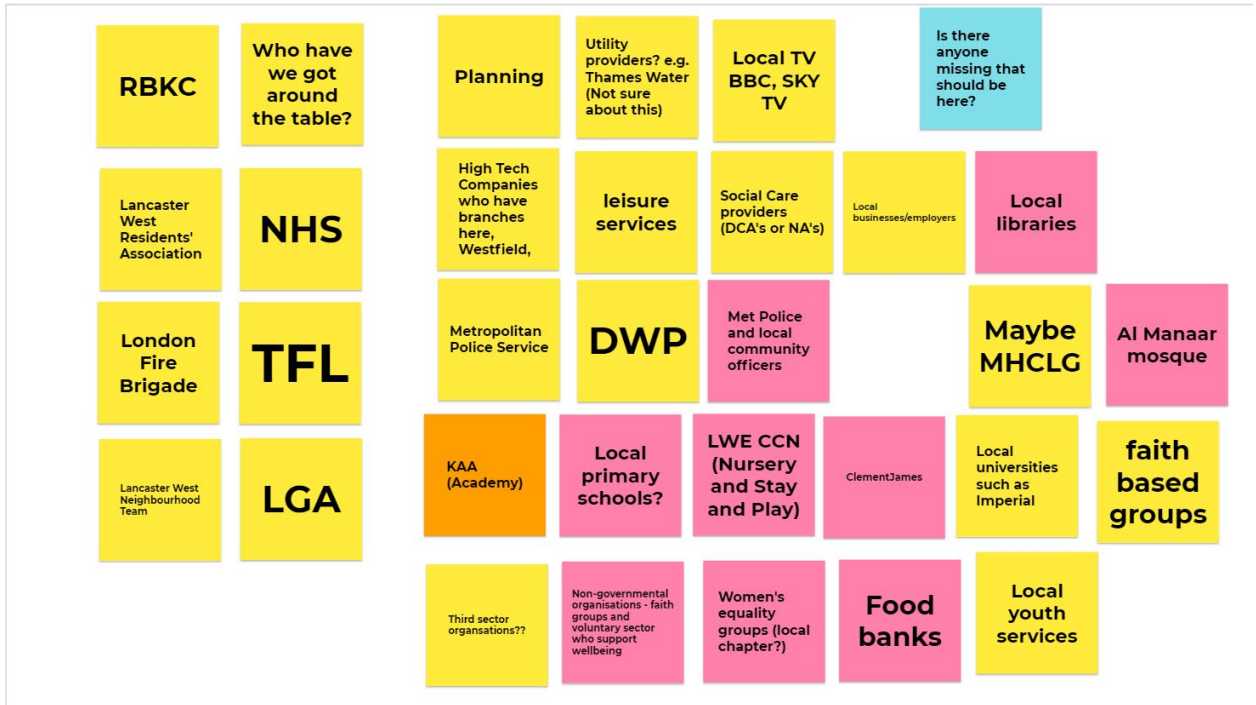 RBKC
Who have
we got
around
the table?
Lancaster
West
Residents'
Association
NHS
London
Fire
Brigade
TFL
Lancaster West
Neighbourhood
Team
LGA
Planning
Utility
providers? e.g.
Thames Water
(Not sure
about this)
Local TV
BBC, SKY
TV
Is there
anyone
missing that
should be
here?
High Tech
Companies
who have
branches
here,
Westfield,
leisure
services
Social Care
providers
(DCA's or NA's)
Local
businesses/employers
Local
libraries
Metropolitan
Police Service
DWP
Met Police
and local
community
officers
Maybe
MHCLG
Al Manaar
mosque
KAA
(Academy)
Local
primary
schools?
LWE CCN
(Nursery
and Stay
and Play)
ClementJames
Local
universities
such as
Imperial
faith
based
groups
Third sector
organsations??
Non-governmental
organisations - faith
groups and
voluntary sector
who support
wellbeing
Women's
equality
groups (local
chapter?)
Food
banks
Local
youth
services